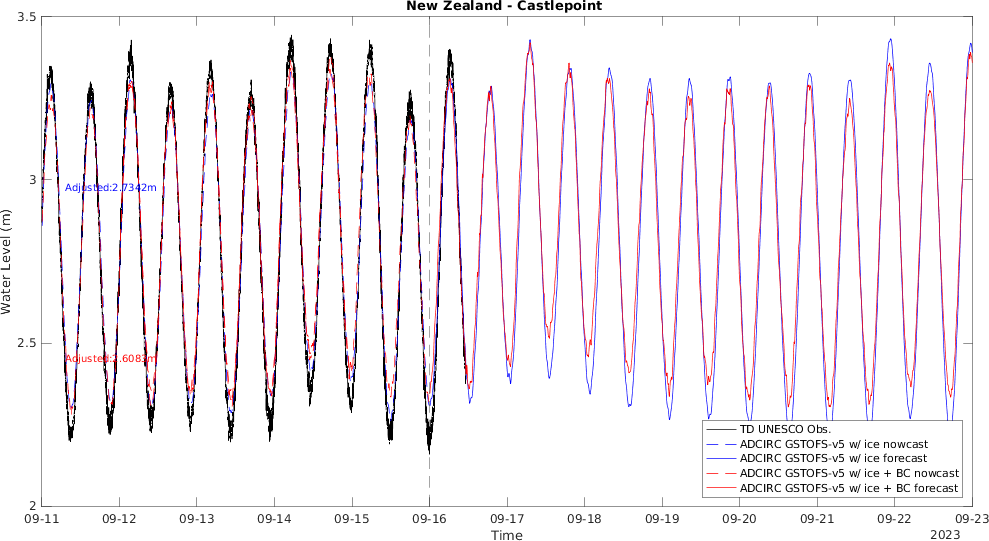 New Zealand - Castlepoint
3.5
3
2.5
2
Water Level (m)
Adjusted:2.7342m
Adjusted:2.6083m
TD UNESCO Obs.
ADCIRC GSTOFS-v5 w/ ice nowcast
ADCIRC GSTOFS-v5 w/ ice forecast
ADCIRC GSTOFS-v5 w/ ice + BC nowcast
ADCIRC GSTOFS-v5 w/ ice + BC forecast
09-11 09-12 09-13 09-14 09-15 09-16 09-17 09-18 09-19 09-20 09-21 09-22 09-23
Time
2023